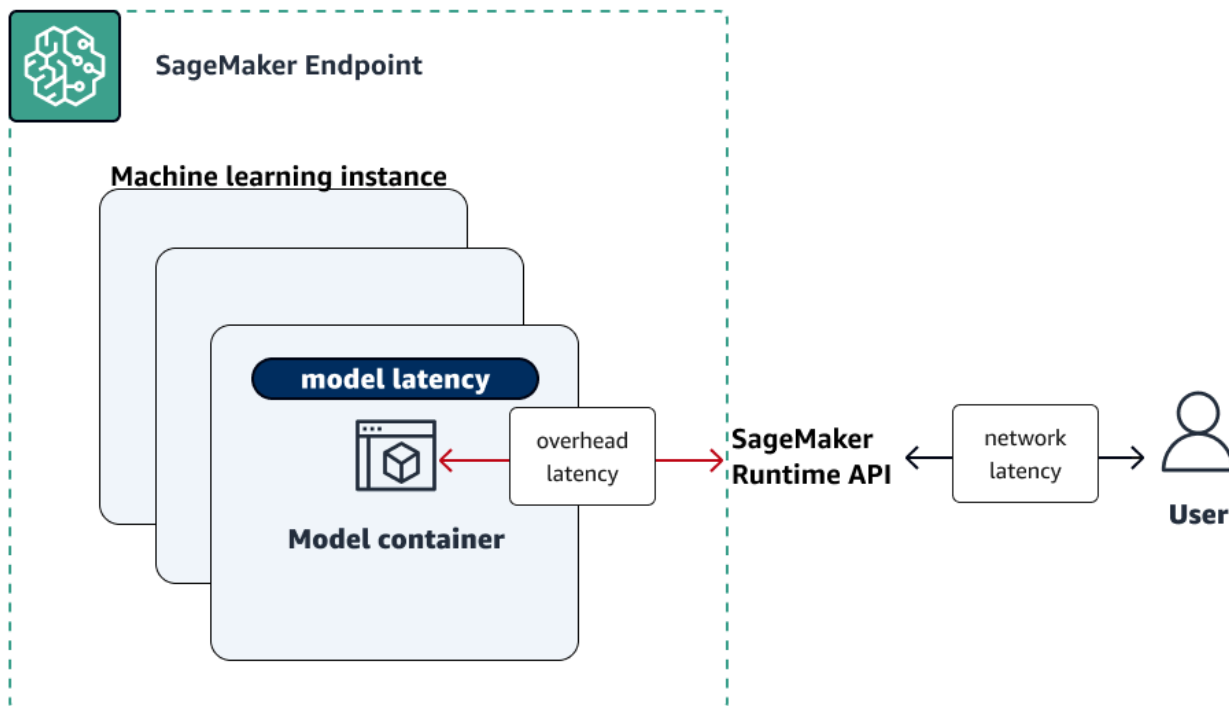 SageMaker Endpoint
Machine learning instance
model latency
overhead
latency
Model container
SageMaker
Runtime API
network
latency
User